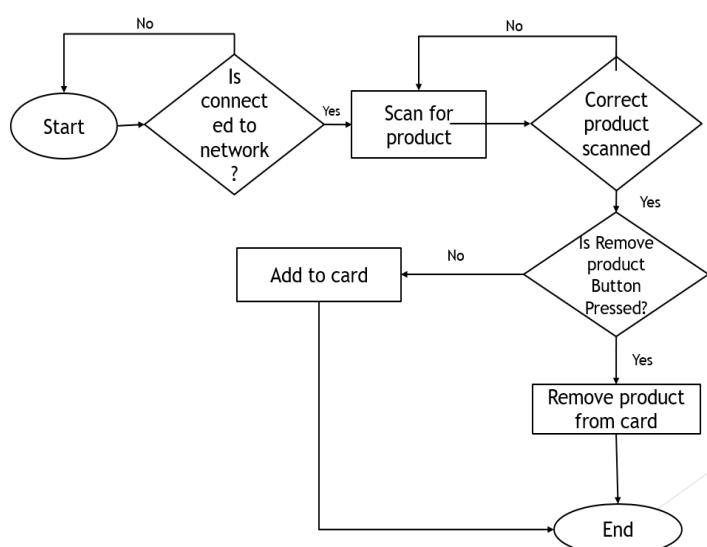 No
Start
Is
connect
ed to
network
?
Yes
Scan for
product
No
Correct
product
scanned
Yes
Is Remove
product
Button
Pressed?
No
Add to card
Yes
Remove product
from card
End